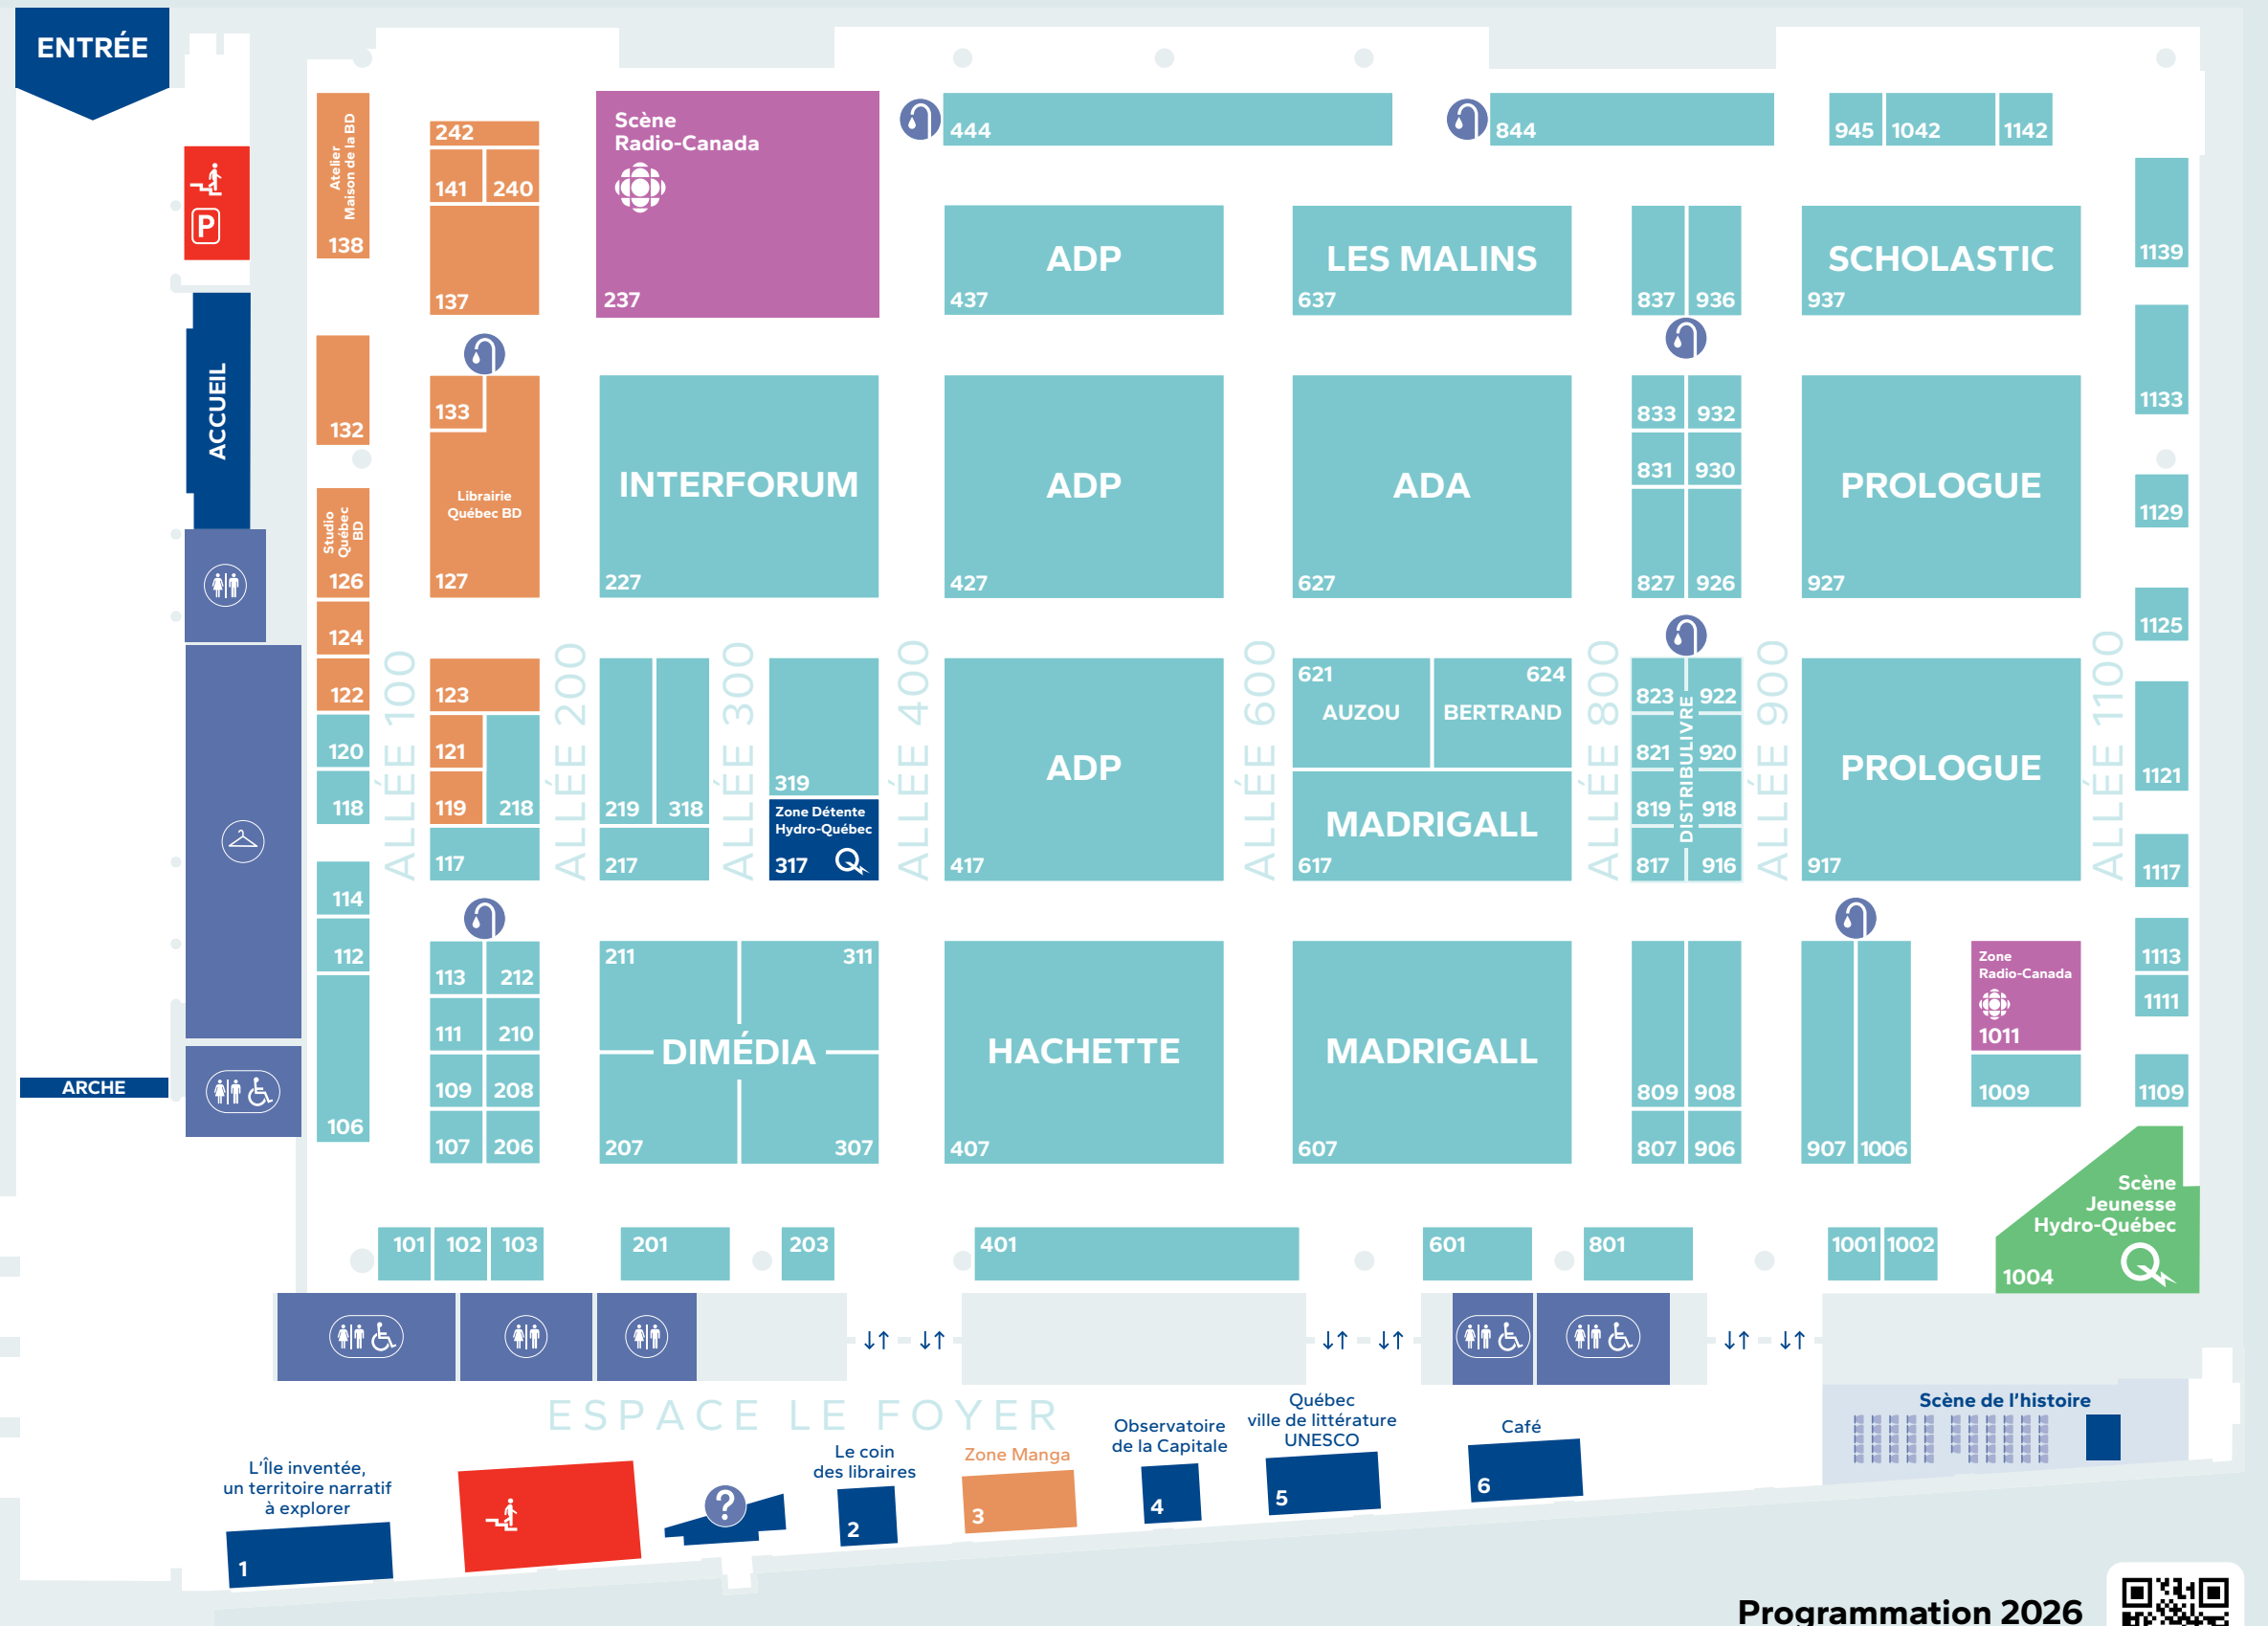 ENTRÉE
P
ACCUEIL
ARCHE
Atelier
Maison de la BD
138
242
141
240
137
Scène
Radio-Canada
237
444
844
945
1042
1142
1139
ADP
437
LES MALINS
637
837
936
SCHOLASTIC
937
1133
132
133
Librairie
Québec BD
127
INTERFORUM
227
ADP
427
ADA
627
833
932
831
930
827
926
PROLOGUE
927
1129
Studio
Québec
BD
126
124
1125
122
120
118
ALLÉE 100
123
121
119
218
117
ALLÉE 200
219
318
217
ALLÉE 300
319
Zone Détente
Hydro-Québec
317
ALLÉE 400
ADP
417
ALLÉE 600
621
AUZOU
624
BERTRAND
MADRIGALL
617
ALLÉE 800
823
922
821
920
819
918
817
916
DISTRIBULIVRE
ALLÉE 900
PROLOGUE
917
ALLÉE 1100
1121
1117
114
112
106
113
212
111
210
109
208
107
206
211
311
DIMÉDIA
207
307
HACHETTE
407
MADRIGALL
607
809
908
807
906
907
1006
Zone
Radio-Canada
1011
1009
1113
1111
1109
Scène
Jeunesse
Hydro-Québec
1004
101
102
103
201
203
401
601
801
1001
1002
ESPACE LE FOYER
L'Île inventée,
un territoire narratif
à explorer
1
?
Le coin
des libraires
2
Zone Manga
3
Observatoire
de la Capitale
4
Québec
ville de littérature
UNESCO
5
Café
6
Scène de l'histoire
Programmation 2026